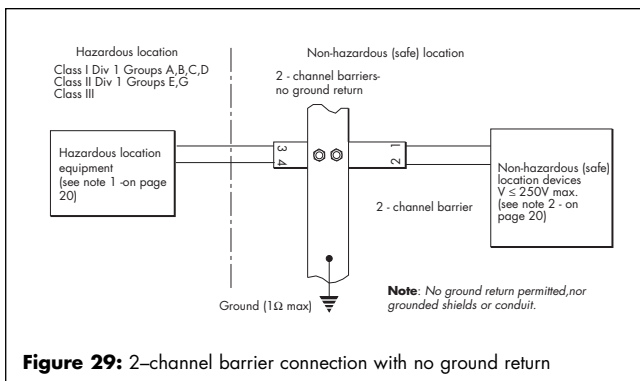 Hazardous location
Class I Div 1 Groups A,B,C,D
Class II Div 1 Groups E,G
Class III
Non-hazardous (safe) location
2 - channel barriers-
no ground return
Hazardous location
equipment
(see note 1 -on page
20)
3
4
1
2
Non-hazardous (safe)
location devices
V ≤ 250V max.
(see note 2 - on
page 20)
2 - channel barrier
Ground (1Ω max)
Note: No ground return permitted,nor
grounded shields or conduit.
Figure 29: 2–channel barrier connection with no ground return